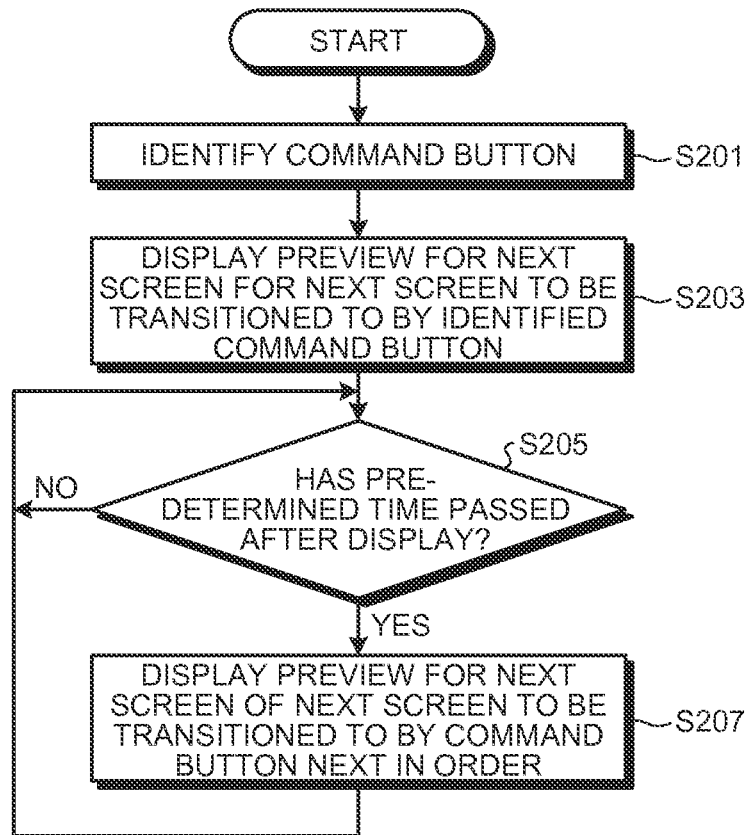 START
IDENTIFY COMMAND BUTTON
S201
DISPLAY PREVIEW FOR NEXT
SCREEN FOR NEXT SCREEN TO BE
TRANSITIONED TO BY IDENTIFIED
COMMAND BUTTON
S203
S205
HAS PRE-
DETERMINED TIME PASSED
AFTER DISPLAY?
NO
YES
DISPLAY PREVIEW FOR NEXT
SCREEN OF NEXT SCREEN TO BE
TRANSITIONED TO BY COMMAND
BUTTON NEXT IN ORDER
S207